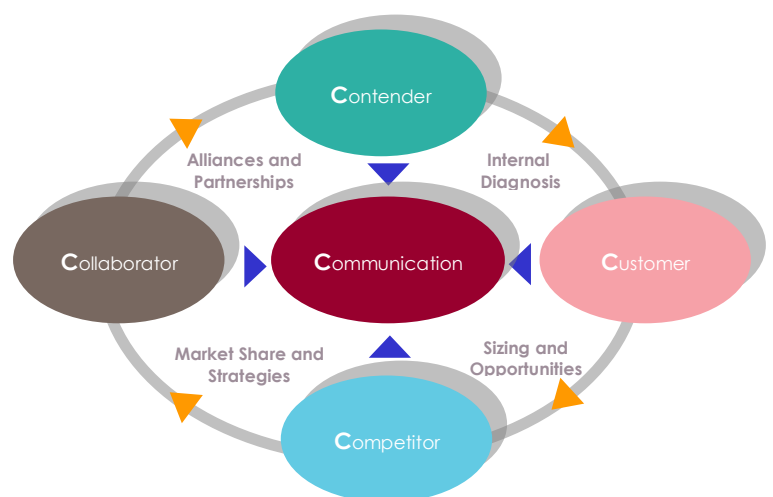 Contender
Alliances and
Partnerships
Internal
Diagnosis
Collaborator
Communication
Customer
Market Share and
Strategies
Sizing and
Opportunities
Competitor